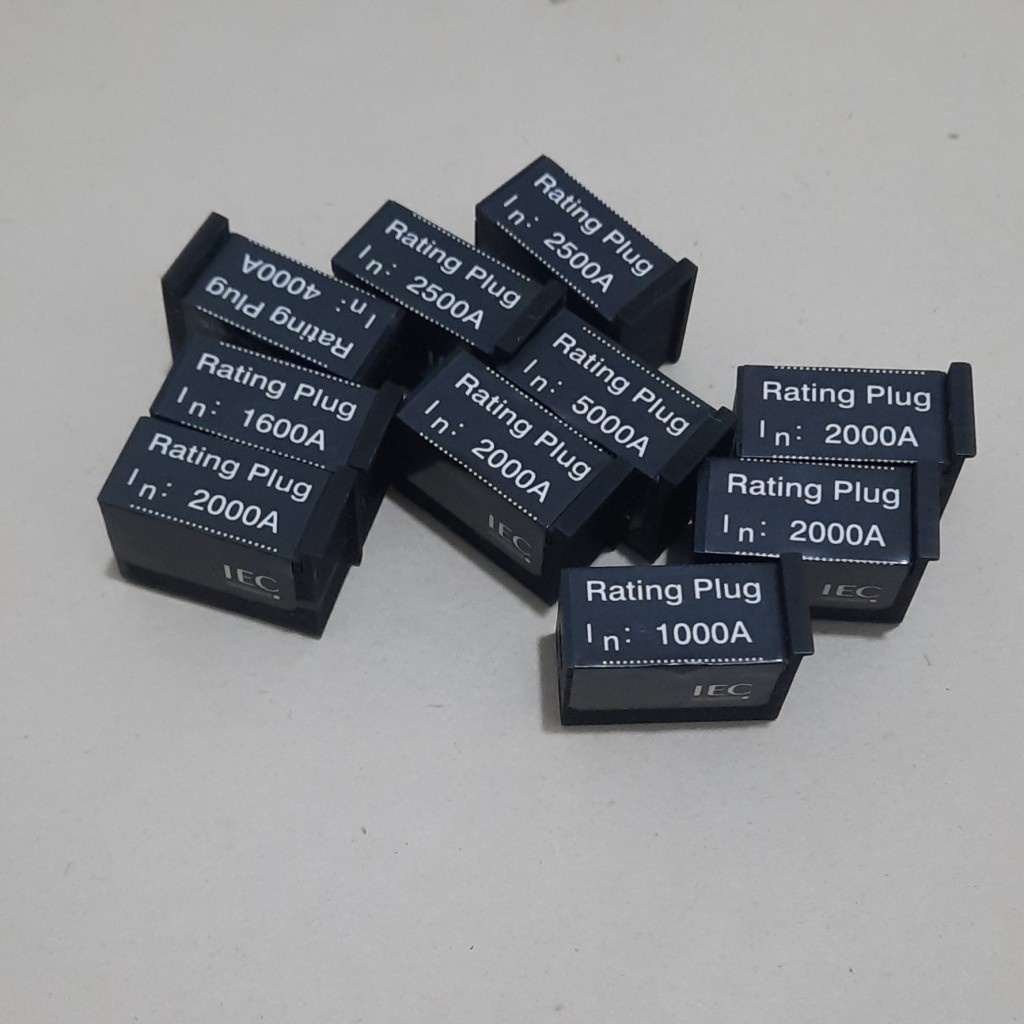 Rating Plug
In: 2500A
Rating Plug
In: 2500A
Rating Plug
In: 4000A
Rating Plug
In: 5000A
Rating Plug
In: 1600A
Rating Plug
In: 2000A
IEC
Rating Plug
In: 2000A
Rating Plug
In: 2000A
IEC
Rating Plug
In: 2000A
IEC
Rating Plug
In: 1000A
IEC